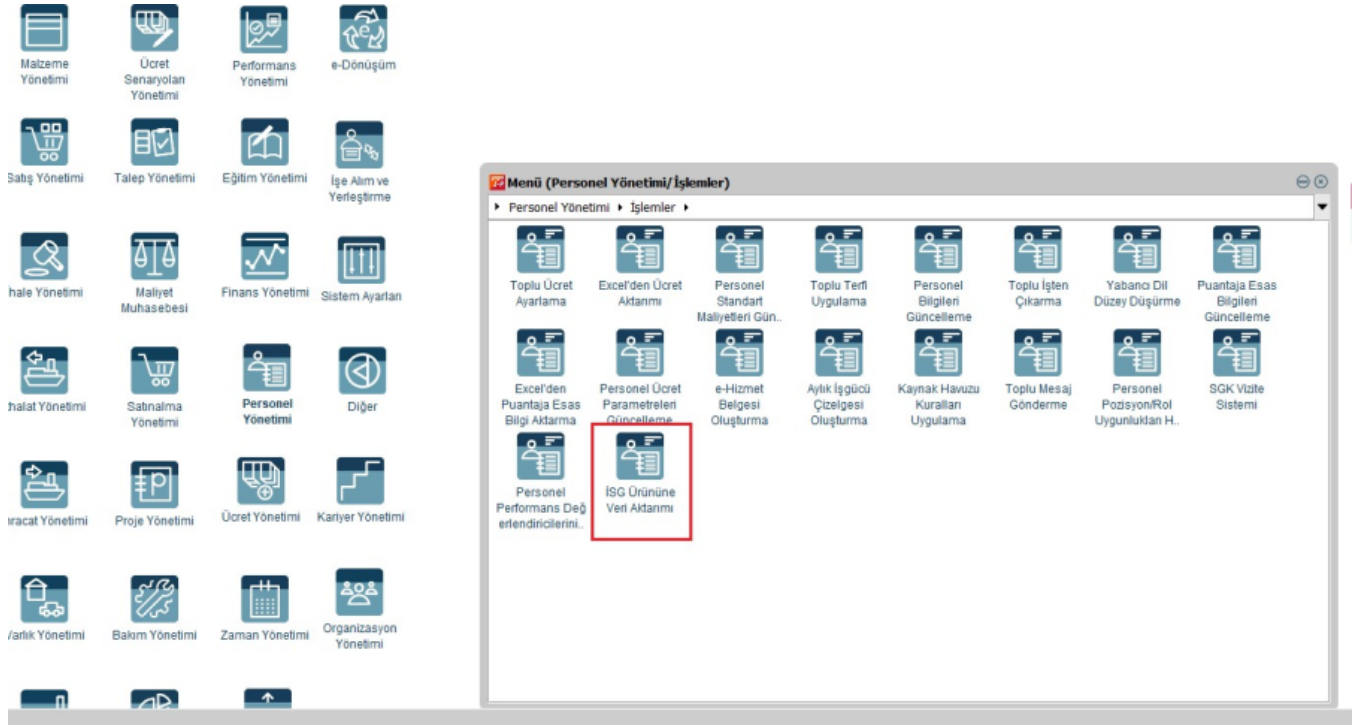 Malzeme
Yönetimi
Ücret
Senaryoları
Yönetimi
Performans
Yönetimi
e-Dönüşüm
Satış Yönetimi
Talep Yönetimi
Eğitim Yönetimi
İşe Alım ve
Yerleştirme
hale Yönetimi
Maliyet
Muhasebesi
Finans Yönetimi
Sistem Ayarları
thalat Yönetimi
Satınalma
Yönetimi
Personel
Yönetimi
Diğer
racat Yönetimi
Proje Yönetimi
Ücret Yönetimi
Kariyer Yönetimi
Varlık Yönetimi
Bakım Yönetimi
Zaman Yönetimi
Organizasyon
Yönetimi
Menü (Personel Yönetimi/İşlemler)
Personel Yönetimi
İşlemler
Toplu Ücret
Ayarlama
Excel'den Ücret
Aktarımı
Personel
Standart
Maliyetleri Gün..
Toplu Terfi
Uygulama
Personel
Bilgileri
Güncelleme
Toplu İşten
Çıkarma
Yabancı Dil
Düzey Düşürme
Puantaja Esas
Bilgileri
Güncelleme
Excel'den
Puantaja Esas
Bilgi Aktarma
Personel Ücret
Parametreleri
Güncelleme
e-Hizmet
Belgesi
Oluşturma
Aylık İşgücü
Çizelgesi
Oluşturma
Kaynak Havuzu
Kuralları
Uygulama
Toplu Mesaj
Gönderme
Personel
Pozisyon/Rol
Uygunlukları H..
SGK Vizite
Sistemi
Personel
Performans Değ
erlendiricilerini..
İSG Ürününe
Veri Aktarımı